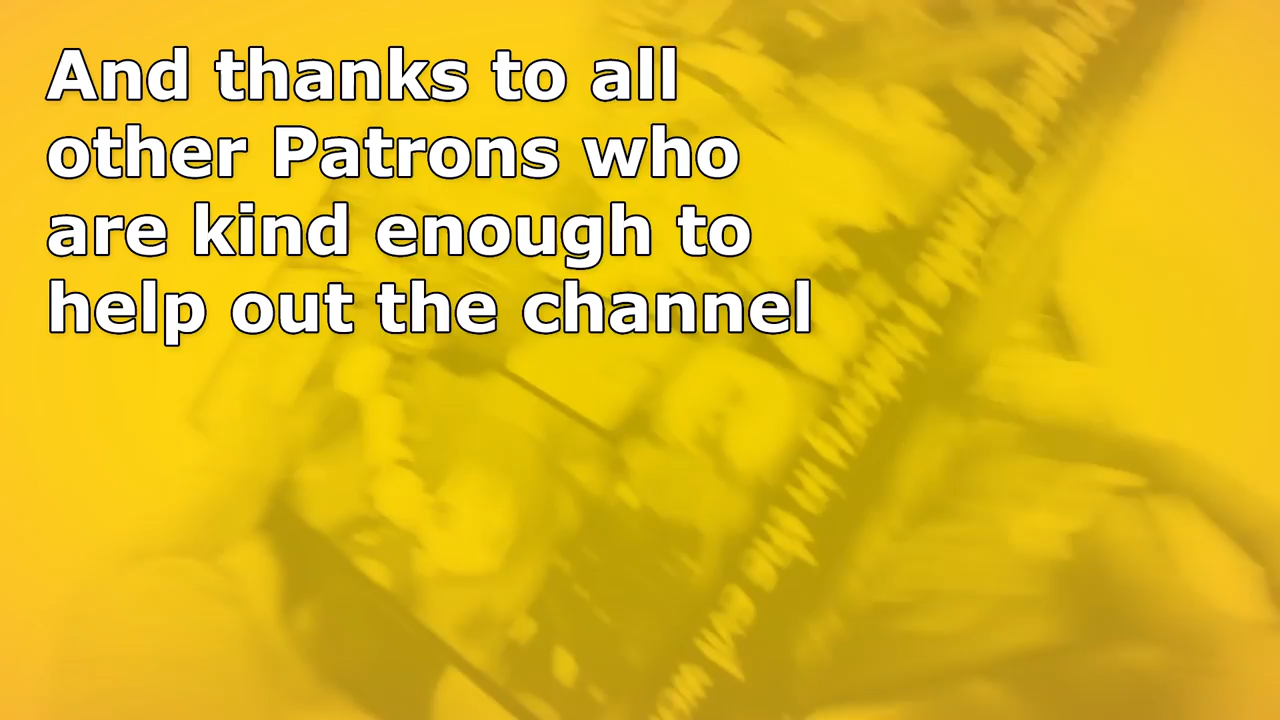 And thanks to all
other Patrons who
are kind enough to
help out the channel